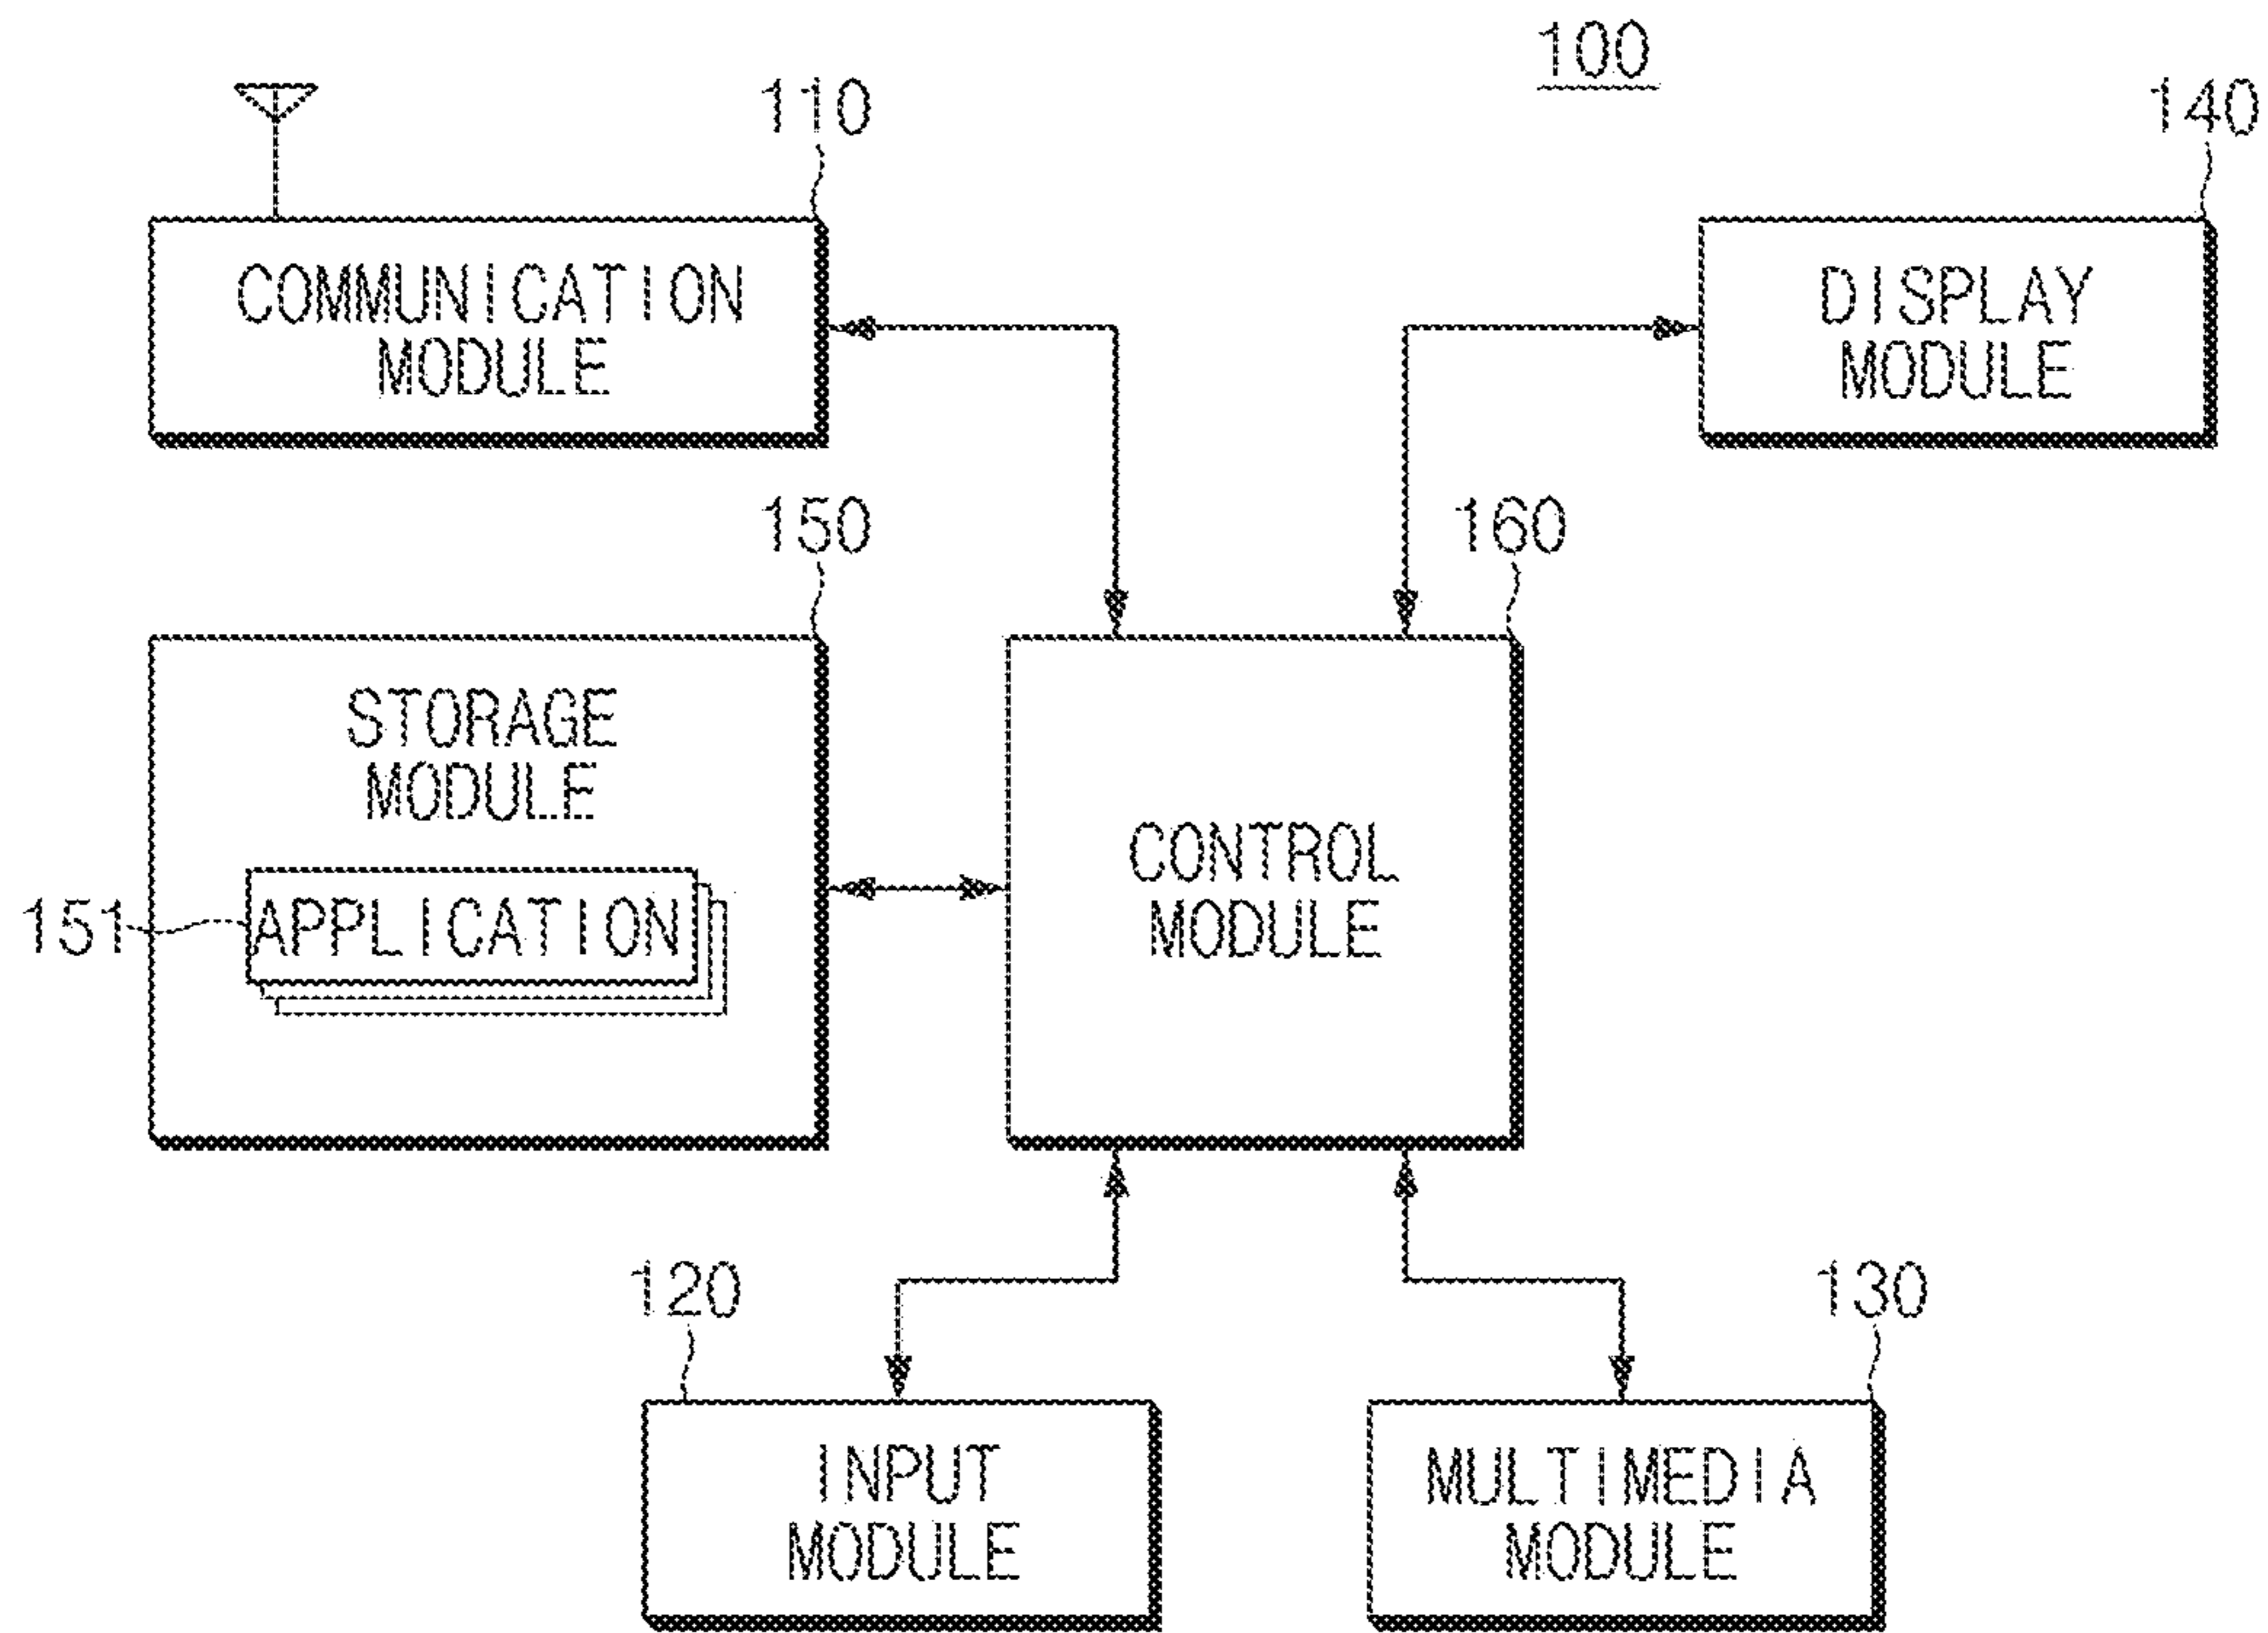 100
110
140
COMMUNICATION
MODULE
DISPLAY
MODULE
150
160
STORAGE
MODULE
151
APPLICATION
CONTROL
MODULE
120
130
INPUT
MODULE
MULTIMEDIA
MODULE